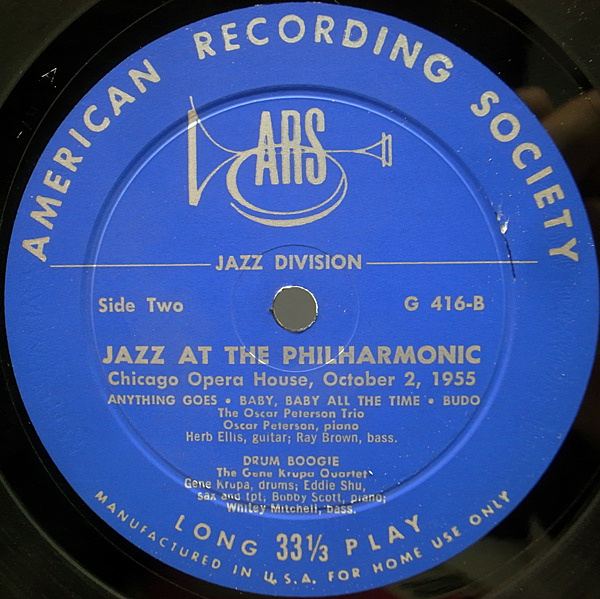 AMERICAN RECORDING SOCIETY
ARS
JAZZ DIVISION
Side Two
G 416-B
JAZZ AT THE PHILHARMONIC
Chicago Opera House, October 2, 1955
ANYTHING GOES • BABY, BABY ALL THE TIME • BUDO
The Oscar Peterson Trio
Oscar Peterson, piano
Herb Ellis, guitar; Ray Brown, bass.
DRUM BOOGIE
The Gene Krupa Quartet
Gene Krupa, drums; Eddie Shu,
sax and tpt, Bobby Scott, piano;
Whitey Mitchell, bass.
LONG 33⅓ PLAY
MANUFACTURED IN U.S.A. FOR HOME USE ONLY